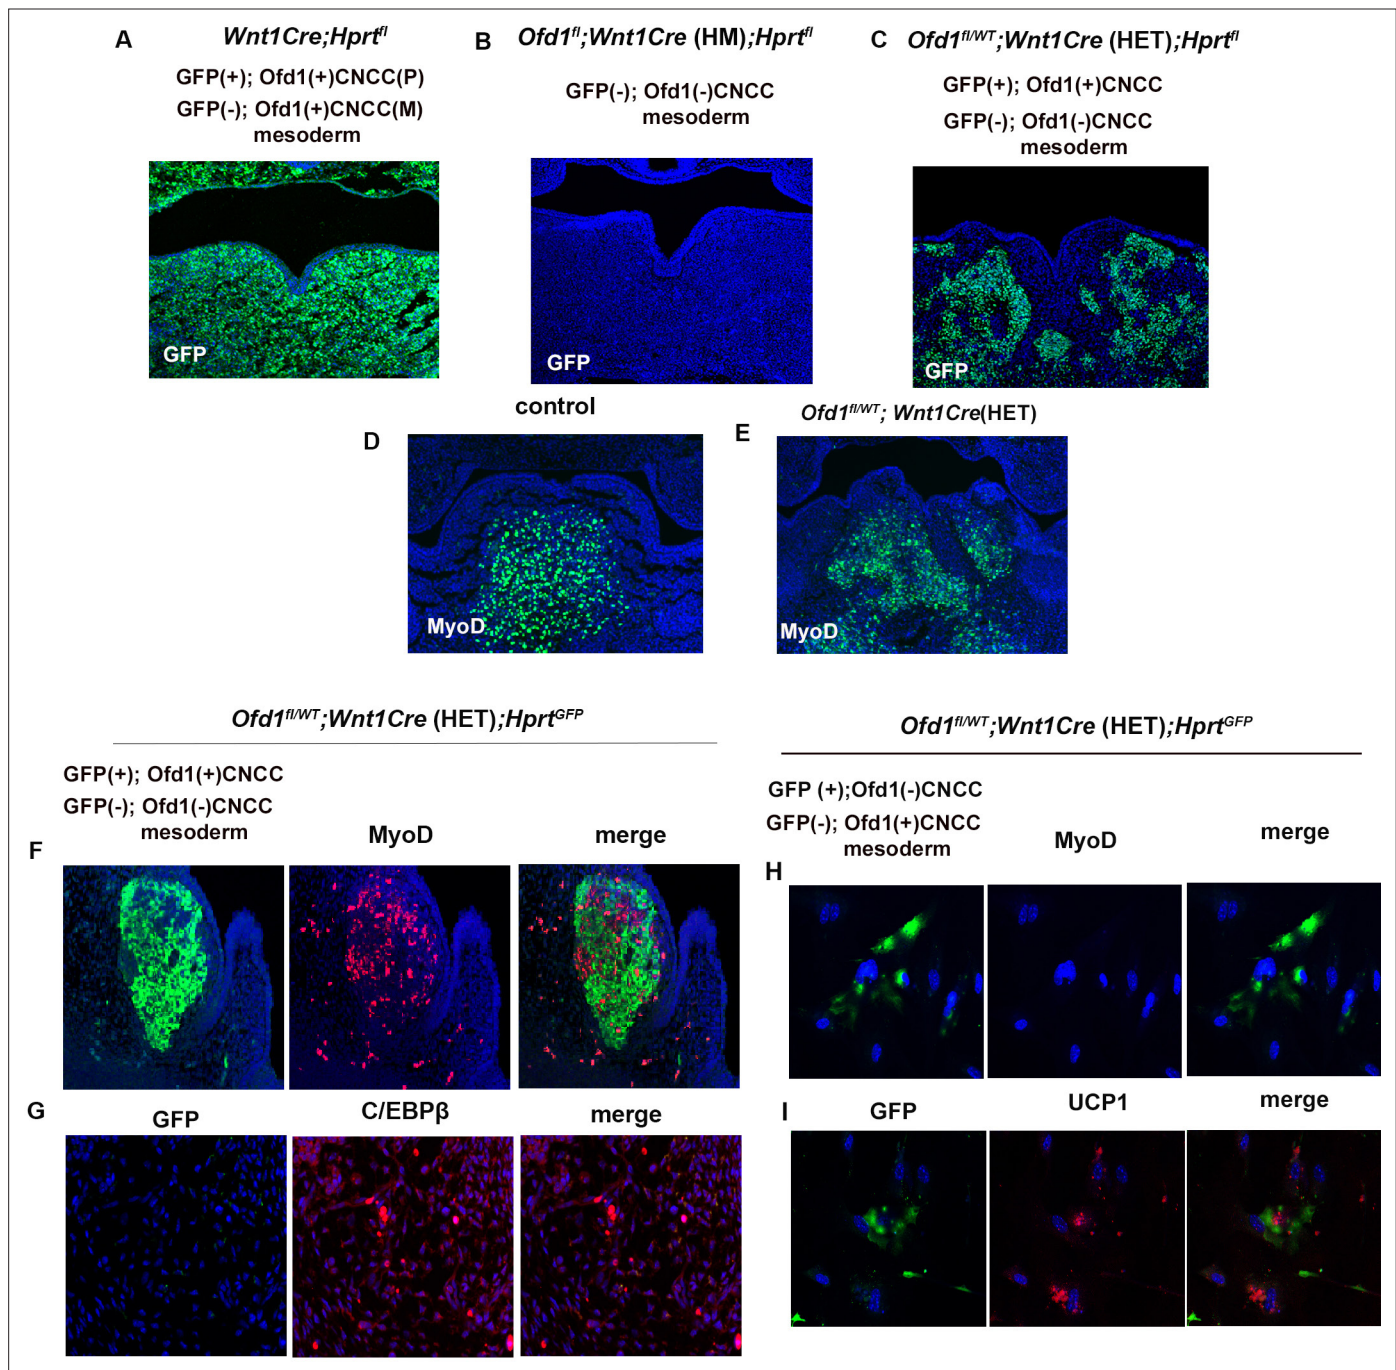 A
Wnt1Cre;Hprtfl
GFP(+); Ofd1(+)CNCC(P)
GFP(-); Ofd1(+)CNCC(M)
mesoderm
GFP
B
Ofd1fl;Wnt1Cre (HM);Hprtfl
GFP(-); Ofd1(-)CNCC
mesoderm
GFP
C
Ofd1fl/WT;Wnt1Cre (HET);Hprtfl
GFP(+); Ofd1(+)CNCC
GFP(-); Ofd1(-)CNCC
mesoderm
GFP
control
D
MyoD
Ofd1fl/WT; Wnt1Cre(HET)
E
MyoD
Ofd1fl/WT;Wnt1Cre (HET);HprtGFP
GFP(+); Ofd1(+)CNCC
GFP(-); Ofd1(-)CNCC
mesoderm
MyoD
merge
F
G
GFP
C/EBPβ
merge
Ofd1fl/WT;Wnt1Cre (HET);HprtGFP
GFP (+);Ofd1(-)CNCC
GFP(-); Ofd1(+)CNCC
mesoderm
MyoD
merge
H
I
GFP
UCP1
merge